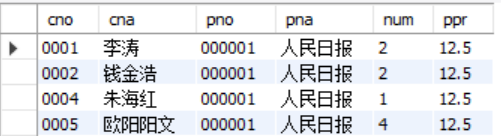 cno cna pno pna num ppr
0001 李涛 000001 人民日报 2 12.5
0002 钱金浩 000001 人民日报 2 12.5
0004 朱海红 000001 人民日报 1 12.5
0005 欧阳阳文 000001 人民日报 4 12.5